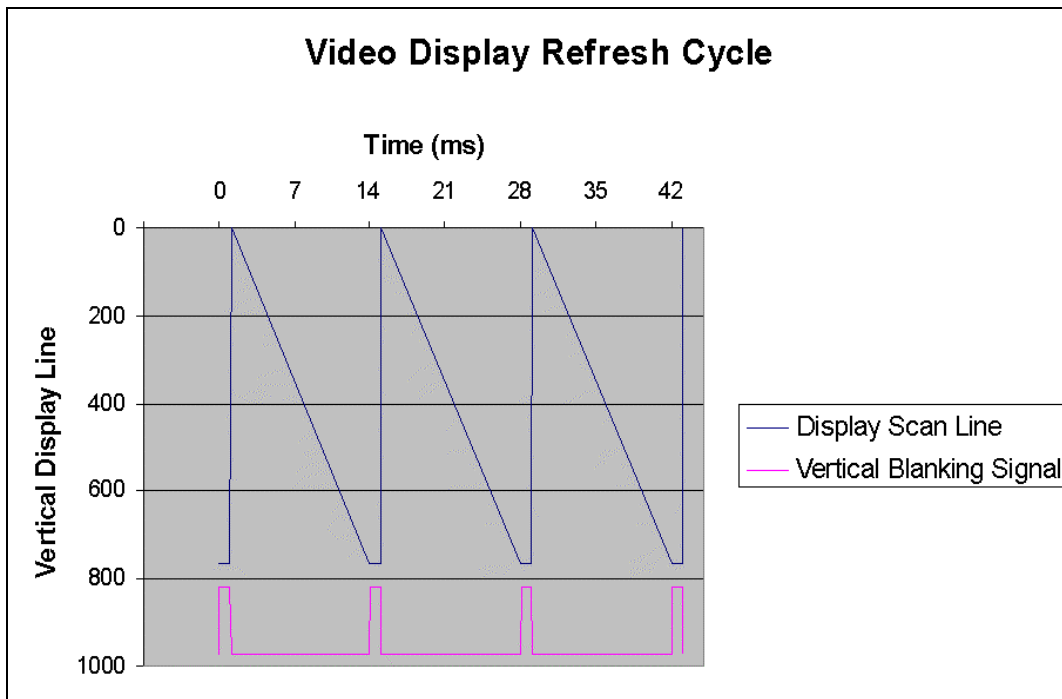 Video Display Refresh Cycle
Time (ms)
0 7 14 21 28 35 42
0
200
400
600
800
1000
Vertical Display Line
Display Scan Line
Vertical Blanking Signal